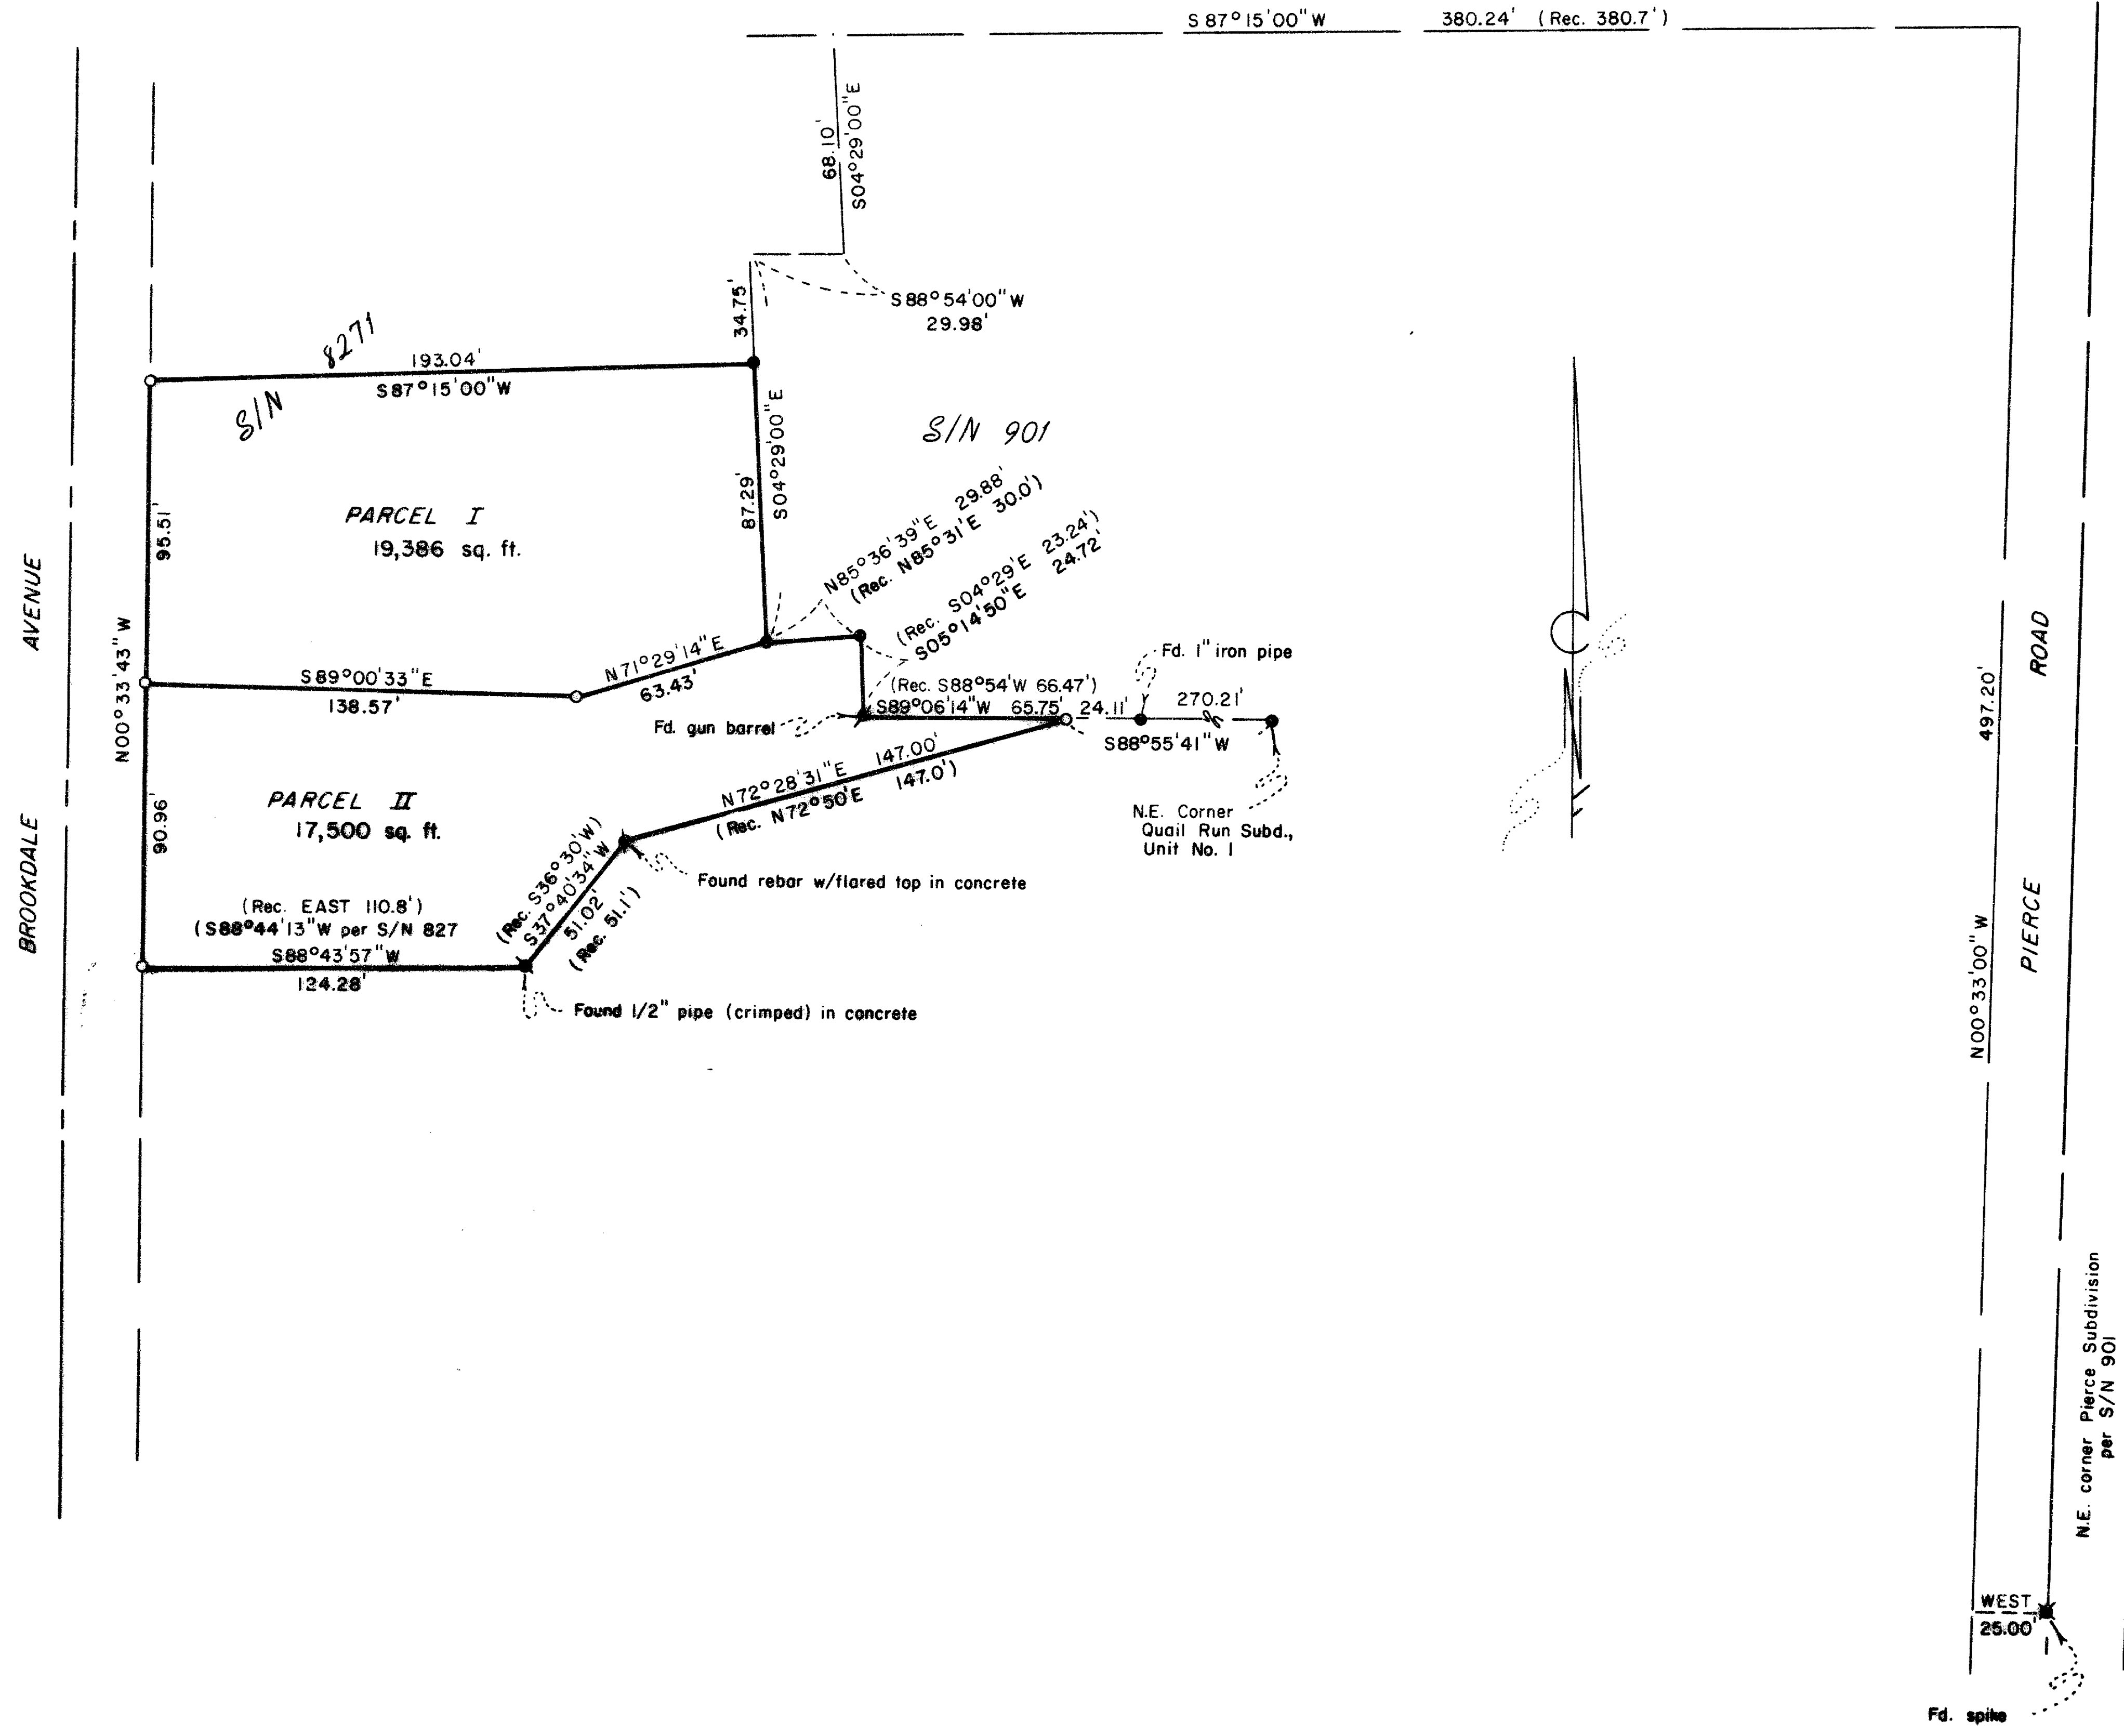 S 87°15'00" W 380.24' (Rec. 380.7')
68.10'
S04°29'00"E
S88°54'00"W
29.98'
34.75'
S/N 8271
193.04'
S87°15'00"W
87.29'
S04°29'00"E
S/N 901
PARCEL I
19,386 sq. ft.
95.51'
N85°36'39"E 29.88'
(Rec. N85°31'E 30.0')
(Rec. S04°29'E 23.24')
S05°14'50"E 24.72'
BROOKDALE AVENUE
N00°33'43"W
S89°00'33"E
138.57'
N71°29'14"E
63.43'
Fd. gun barrel
(Rec. S88°54'W 66.47')
S89°06'14"W 65.75'
24.11'
Fd. 1" iron pipe
270.21'
S88°55'41"W
N.E. Corner
Quail Run Subd.,
Unit No. 1
N72°28'31"E 147.00'
(Rec. N72°50'E 147.0')
PARCEL II
17,500 sq. ft.
90.96'
(Rec. S36°30'W)
S37°40'34"W
51.02'
(Rec. 51.1')
Found rebar w/flared top in concrete
(Rec. EAST 110.8')
(S88°44'13"W per S/N 827
S88°43'57"W
124.28'
Found 1/2" pipe (crimped) in concrete
497.20'
N00°33'00"W
PIERCE ROAD
N.E. corner Pierce Subdivision
per S/N 901
WEST
25.00'
Fd. spike